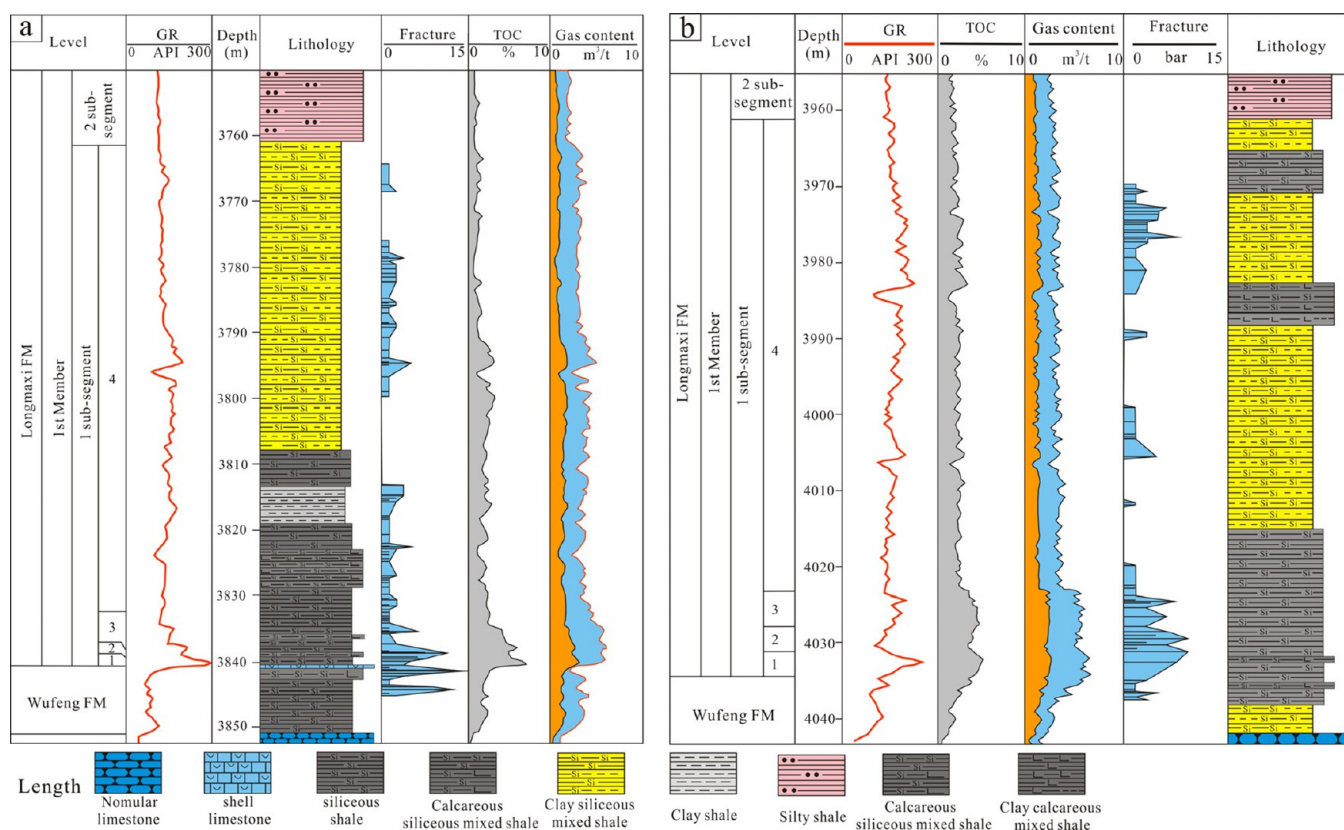 a
Level
GR
0 API 300
Depth
(m)
Lithology
Fracture
15
TOC
0 % 10
Gas content
0 m³/t 10
Longmaxi FM
1st Member
2 sub-
segment
1 sub-segment
4
3
2
1
Wufeng FM
3760
3770
3780
3790
3800
3810
3820
3830
3840
3850
b
Level
Depth
(m)
GR
0 API 300
TOC
0 % 10
Gas content
0 m³/t 10
Fracture
0 bar 15
Lithology
Longmaxi FM
1st Member
2 sub-
segment
1 sub-segment
4
3
2
1
Wufeng FM
3960
3970
3980
3990
4000
4010
4020
4030
4040
Length
Nomular
limestone
shell
limestone
siliceous
shale
Calcareous
siliceous mixed shale
Clay siliceous
mixed shale
Clay shale
Silty shale
Calcareous
siliceous mixed shale
Clay calcareous
mixed shale